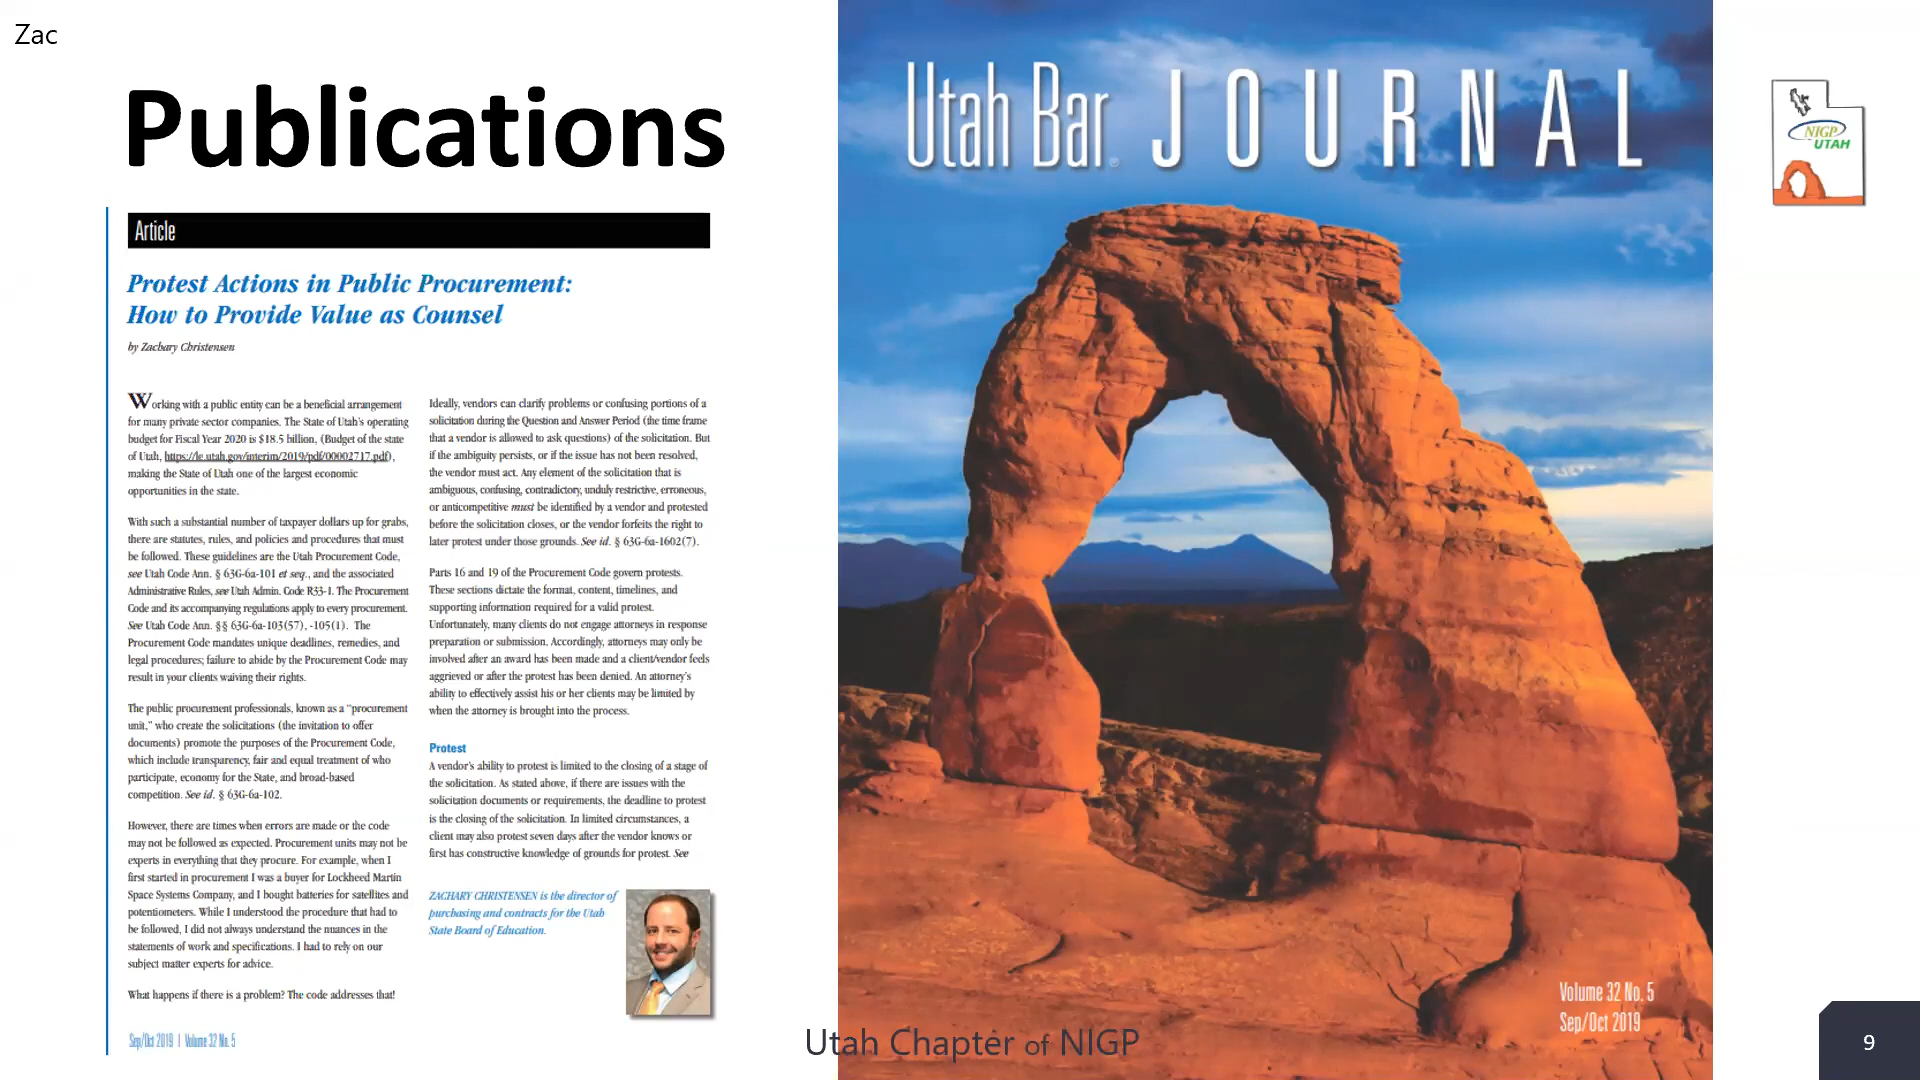 Zac
Publications
Article
Protest Actions in Public Procurement:
How to Provide Value as Counsel
by Zachary Christensen
Working with a public entity can be a beneficial arrangement
for many private sector companies. The State of Utah's operating
budget for Fiscal Year 2020 is $18.5 billion, (Budget of the state
of Utah, https://le.utah.gov/interim/2019/pdf/00002717.pdf),
making the State of Utah one of the largest economic
opportunities in the state.
With such a substantial number of taxpayer dollars up for grabs,
there are statutes, rules, and policies and procedures that must
be followed. These guidelines are the Utah Procurement Code,
see Utah Code Ann. § 63G-6a-101 et seq., and the associated
Administrative Rules, see Utah Admin. Code R33-1. The Procurement
Code and its accompanying regulations apply to every procurement.
See Utah Code Ann. §§ 63G-6a-103(57), -105(1). The
Procurement Code mandates unique deadlines, remedies, and
legal procedures; failure to abide by the Procurement Code may
result in your clients waiving their rights.
The public procurement professionals, known as a “procurement
unit,” who create the solicitations (the invitation to offer
documents) promote the purposes of the Procurement Code,
which include transparency, fair and equal treatment of who
participate, economy for the State, and broad-based
competition. See id. § 63G-6a-102.
However, there are times when errors are made or the code
may not be followed as expected. Procurement units may not be
experts in everything that they procure. For example, when I
first started in procurement I was a buyer for Lockheed Martin
Space Systems Company, and I bought batteries for satellites and
potentiometers. While I understood the procedure that had to
be followed, I did not always understand the nuances in the
statements of work and specifications. I had to rely on our
subject matter experts for advice.
What happens if there is a problem? The code addresses that!
Ideally, vendors can clarify problems or confusing portions of a
solicitation during the Question and Answer Period (the time frame
that a vendor is allowed to ask questions) of the solicitation. But
if the ambiguity persists, or if the issue has not been resolved,
the vendor must act. Any element of the solicitation that is
ambiguous, confusing, contradictory, unduly restrictive, erroneous,
or anticompetitive must be identified by a vendor and protested
before the solicitation closes, or the vendor forfeits the right to
later protest under those grounds. See id. § 63G-6a-1602(7).
Parts 16 and 19 of the Procurement Code govern protests.
These sections dictate the format, content, timelines, and
supporting information required for a valid protest.
Unfortunately, many clients do not engage attorneys in response
preparation or submission. Accordingly, attorneys may only be
involved after an award has been made and a client/vendor feels
aggrieved or after the protest has been denied. An attorney's
ability to effectively assist his or her clients may be limited by
when the attorney is brought into the process.
Protest
A vendor's ability to protest is limited to the closing of a stage of
the solicitation. As stated above, if there are issues with the
solicitation documents or requirements, the deadline to protest
is the closing of the solicitation. In limited circumstances, a
client may also protest seven days after the vendor knows or
first has constructive knowledge of grounds for protest. See
ZACHARY CHRISTENSEN is the director of
purchasing and contracts for the Utah
State Board of Education.
Sep/Oct 2019 | Volume 32 No. 5
Utah Bar® JOURNAL
Volume 32 No. 5
Sep/Oct 2019
NIGP
UTAH
Utah Chapter of NIGP
9